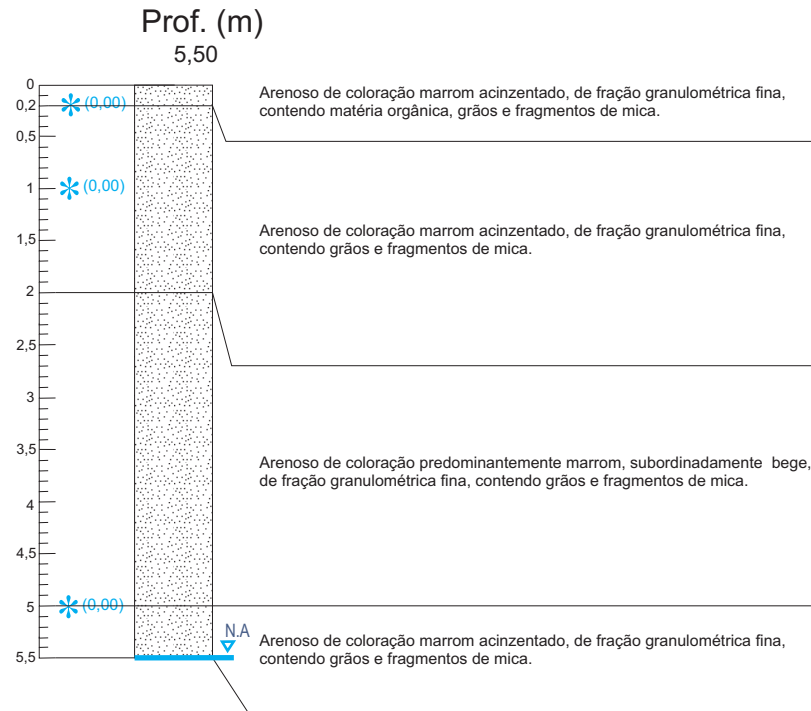 Prof. (m)
5,50
0
0,2
(0,00)
0,5
1
(0,00)
1,5
2
2,5
3
3,5
4
4,5
5
(0,00)
5,5
N.A
Arenoso de coloração marrom acinzentado, de fração granulométrica fina,
contendo matéria orgânica, grãos e fragmentos de mica.
Arenoso de coloração marrom acinzentado, de fração granulométrica fina,
contendo grãos e fragmentos de mica.
Arenoso de coloração predominantemente marrom, subordinadamente bege,
de fração granulométrica fina, contendo grãos e fragmentos de mica.
Arenoso de coloração marrom acinzentado, de fração granulométrica fina,
contendo grãos e fragmentos de mica.